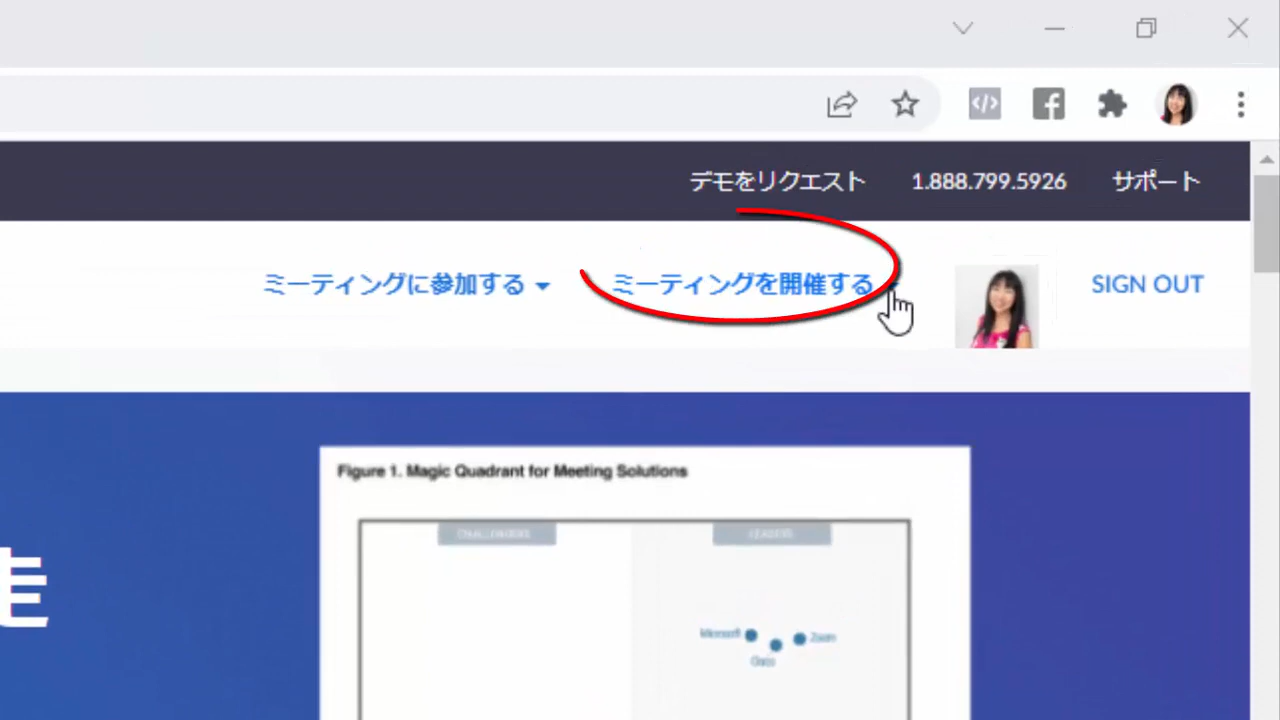 デモをリクエスト 1.888.799.5926 サポート
ミーティングに参加する ミーティングを開催する SIGN OUT
Figure 1. Magic Quadrant for Meeting Solutions
CHALLENGERS LEADERS
Microsoft Zoom
Cisco